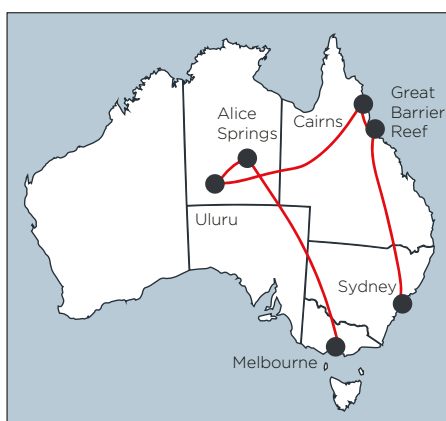 Great
Barrier
Reef
Cairns
Alice
Springs
Uluru
Sydney
Melbourne